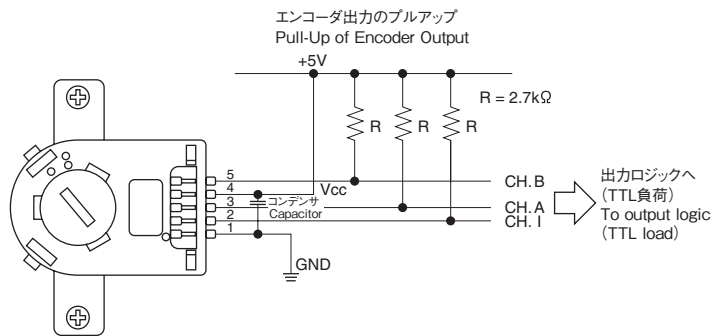 エンコーダ出力のプルアップ
Pull-Up of Encoder Output
+5V
R = 2.7kΩ
R
R
R
5
4
3
2
1
Vcc
コンデンサ
Capacitor
GND
CH. B
CH. A
CH. I
出力ロジックへ
(TTL負荷)
To output logic
(TTL load)